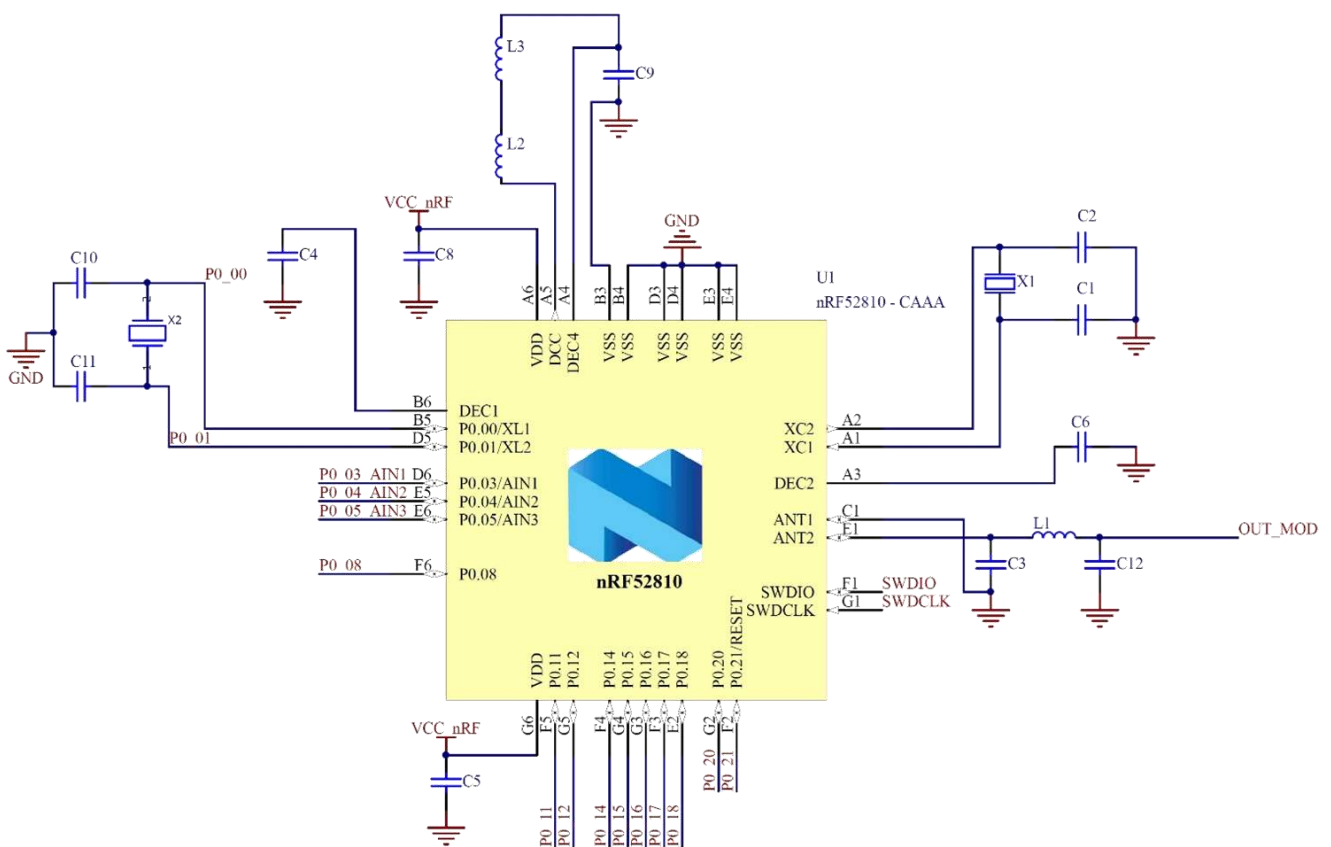 L3
C9
L2
VCC_nRF
GND
C2
C4
C8
C10
P0_00
U1
nRF52810 - CAAA
X1
2
A6
A5
A4
B3
B4
D3
D4
E3
E4
C1
X2
VDD
DCC
DEC4
VSS
VSS
VSS
VSS
VSS
VSS
GND
C11
1
B6
DEC1
B5
P0.00/XL1
XC2
A2
P0_01
D5
P0.01/XL2
XC1
A1
C6
P0_03_AIN1
D6
P0.03/AIN1
DEC2
A3
P0_04_AIN2
E5
P0.04/AIN2
P0_05_AIN3
E6
P0.05/AIN3
ANT1
C1
ANT2
E1
L1
OUT_MOD
C3
C12
P0_08
F6
P0.08
nRF52810
SWDIO
F1
SWDIO
SWDCLK
G1
SWDCLK
VDD
P0.11
P0.12
P0.14
P0.15
P0.16
P0.17
P0.18
P0.20
P0.21/RESET
G6
F5
G5
F4
G4
G3
F3
E2
G2
F2
VCC_nRF
C5
P0_11
P0_12
P0_14
P0_15
P0_16
P0_17
P0_18
P0_20
P0_21